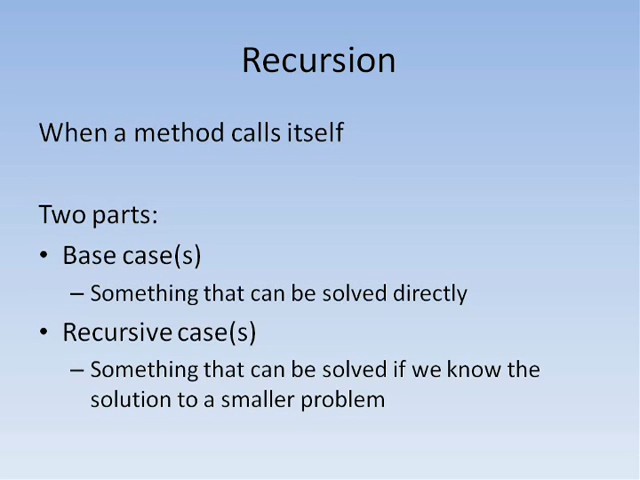 Recursion
When a method calls itself
Two parts:
• Base case(s)
– Something that can be solved directly
• Recursive case(s)
– Something that can be solved if we know the
solution to a smaller problem